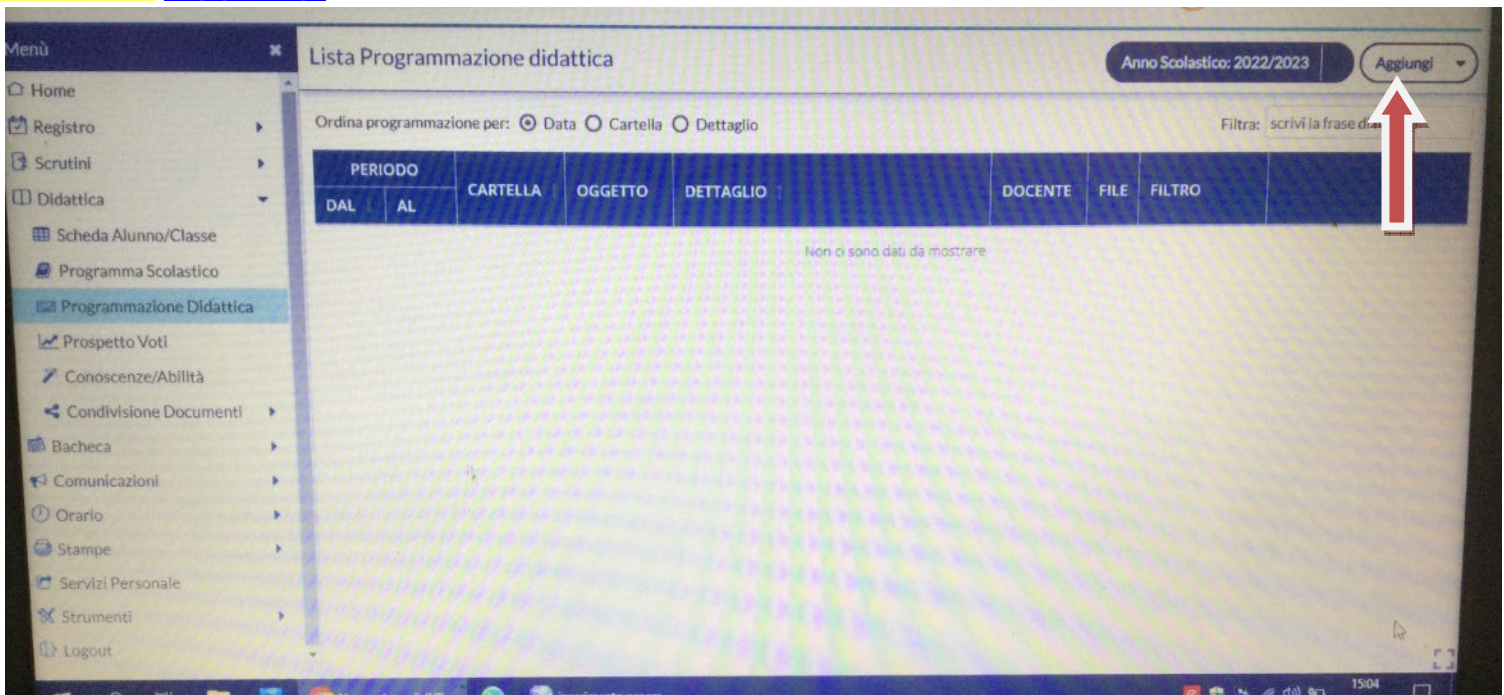 Menù
Lista Programmazione didattica
Anno Scolastico: 2022/2023
Aggiungi
Home
Registro
Scrutini
Didattica
Scheda Alunno/Classe
Programma Scolastico
Programmazione Didattica
Prospetto Voti
Conoscenze/Abilità
Condivisione Documenti
Bacheca
Comunicazioni
Orario
Stampe
Servizi Personale
Strumenti
Logout
Ordina programmazione per: Data Cartella Dettaglio
Filtra: scrivi la frase
PERIODO
DAL AL CARTELLA OGGETTO DETTAGLIO DOCENTE FILE FILTRO
Non ci sono dati da mostrare
15:04